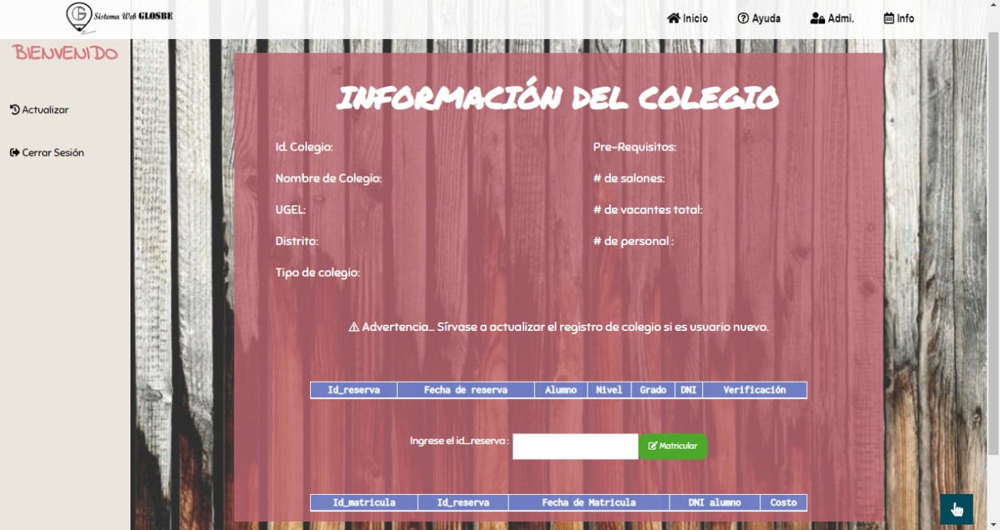 Sistema Web GLOSBE
Inicio
Ayuda
Admi.
Info
BIENVENIDO
Actualizar
Cerrar Sesión
INFORMACIÓN DEL COLEGIO
Id. Colegio:
Nombre de Colegio:
UGEL:
Distrito:
Tipo de colegio:
Pre-Requisitos:
# de salones:
# de vacantes total:
# de personal :
⚠ Advertencia... Sírvase a actualizar el registro de colegio si es usuario nuevo.
Id_reserva Fecha de reserva Alumno Nivel Grado DNI Verificación
Ingrese el id_reserva : Matricular
Id_matricula Id_reserva Fecha de Matricula DNI alumno Costo